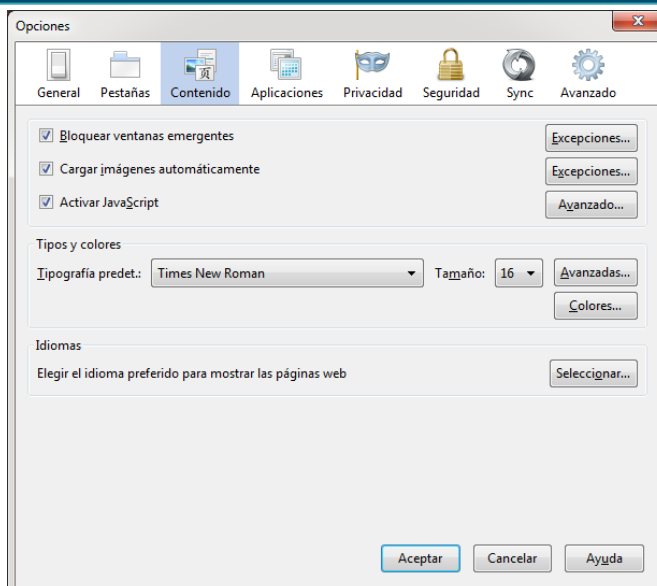 Opciones
General Pestañas Contenido Aplicaciones Privacidad Seguridad Sync Avanzado
Bloquear ventanas emergentes Excepciones...
Cargar imágenes automáticamente Excepciones...
Activar JavaScript Avanzado...
Tipos y colores
Tipografía predet.: Times New Roman Tamaño: 16 Avanzadas...
Colores...
Idiomas
Elegir el idioma preferido para mostrar las páginas web Seleccionar...
Aceptar Cancelar Ayuda